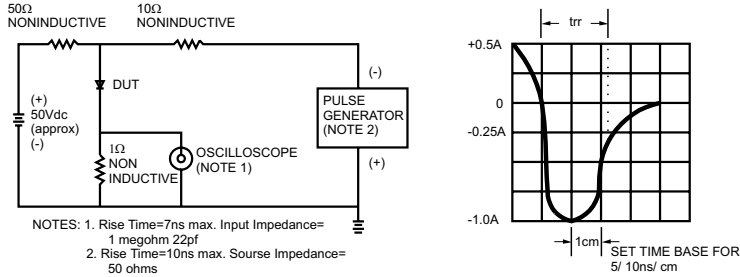 50Ω
NONINDUCTIVE
10Ω
NONINDUCTIVE
DUT
(+)
50Vdc
(approx)
(-)
1Ω
NON
INDUCTIVE
OSCILLOSCOPE
(NOTE 1)
(-)
PULSE
GENERATOR
(NOTE 2)
(+)
NOTES: 1. Rise Time=7ns max. Input Impedance=
1 megohm 22pf
2. Rise Time=10ns max. Sourse Impedance=
50 ohms
trr
+0.5A
0
-0.25A
-1.0A
1cm
SET TIME BASE FOR
5/ 10ns/ cm